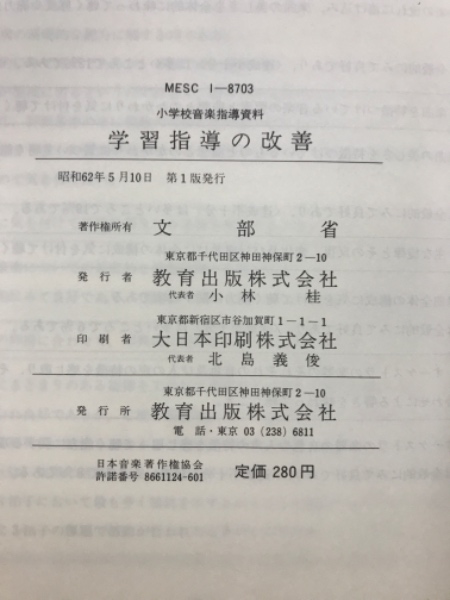 MESC 1—8703
小学校音楽指導資料
学習指導の改善
昭和62年5月10日 第1版発行
著作権所有 文部省
東京都千代田区神田神保町2—10
発行者 教育出版株式会社
代表者 小林 桂
東京都新宿区市谷加賀町1—1—1
印刷者 大日本印刷株式会社
代表者 北島義俊
東京都千代田区神田神保町2—10
発行所 教育出版株式会社
電話・東京 03 (238) 6811
日本音楽著作権協会
許諾番号 8661124-601
定価 280円